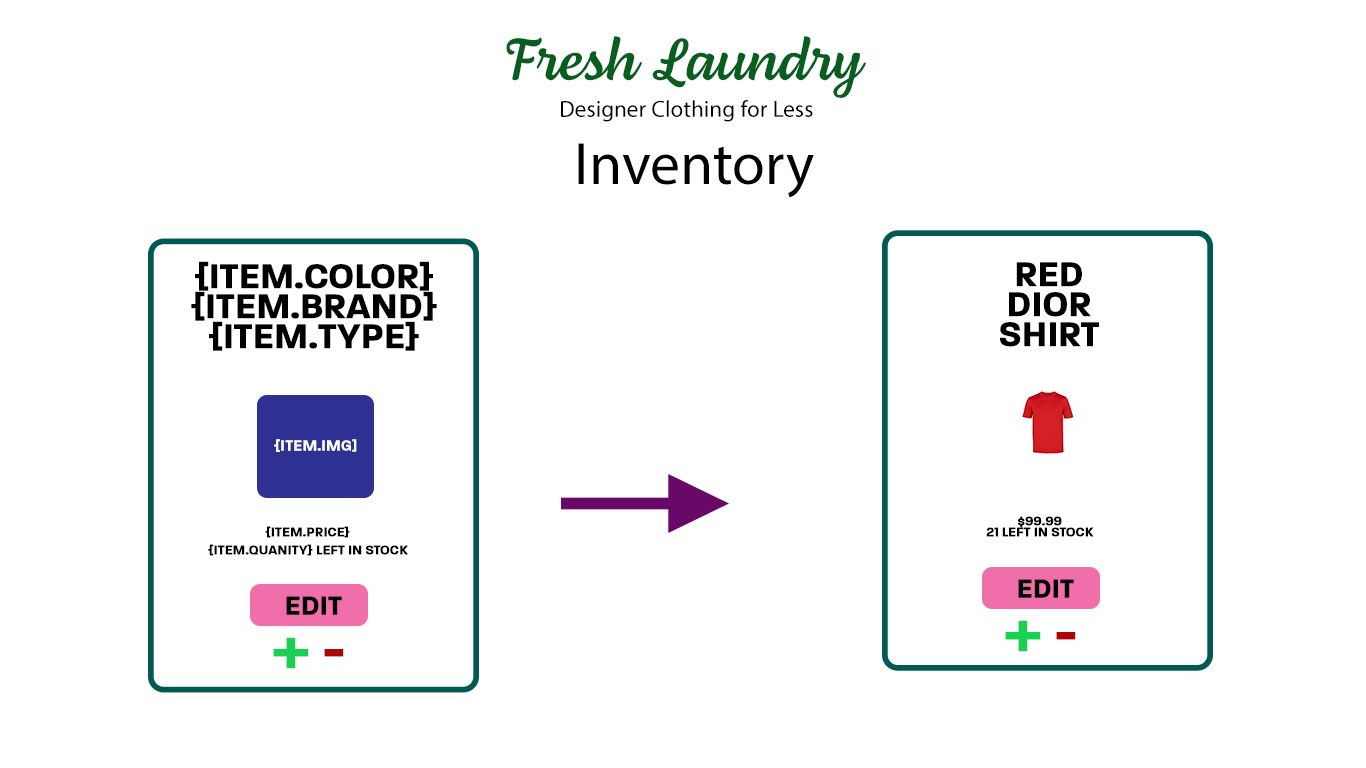 Fresh Laundry
Designer Clothing for Less
Inventory
{ITEM.COLOR}
{ITEM.BRAND}
{ITEM.TYPE}
{ITEM.IMG]
{ITEM.PRICE}
{ITEM.QUANITY} LEFT IN STOCK
EDIT
+ -
RED
DIOR
SHIRT
$99.99
21 LEFT IN STOCK
EDIT
+ -